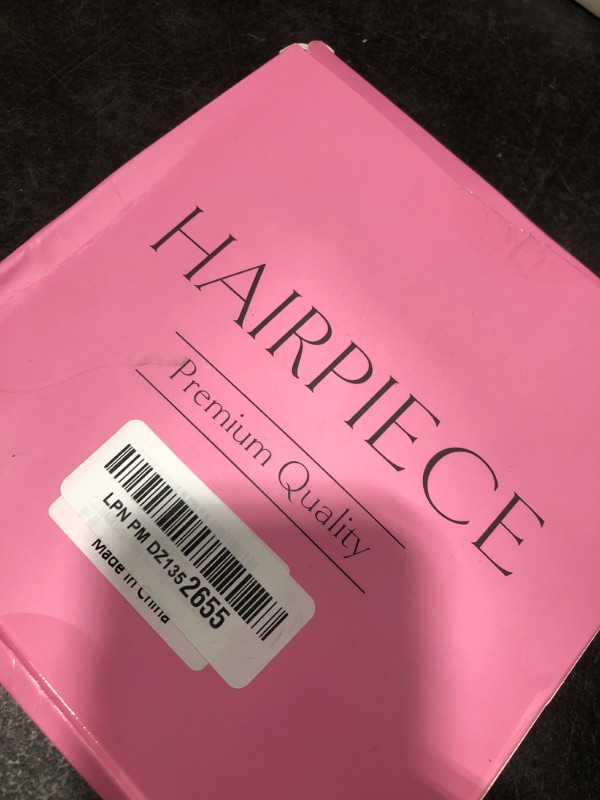 HAIRPIECE
Premium Quality
LPN PM DZ1352655
Made in China